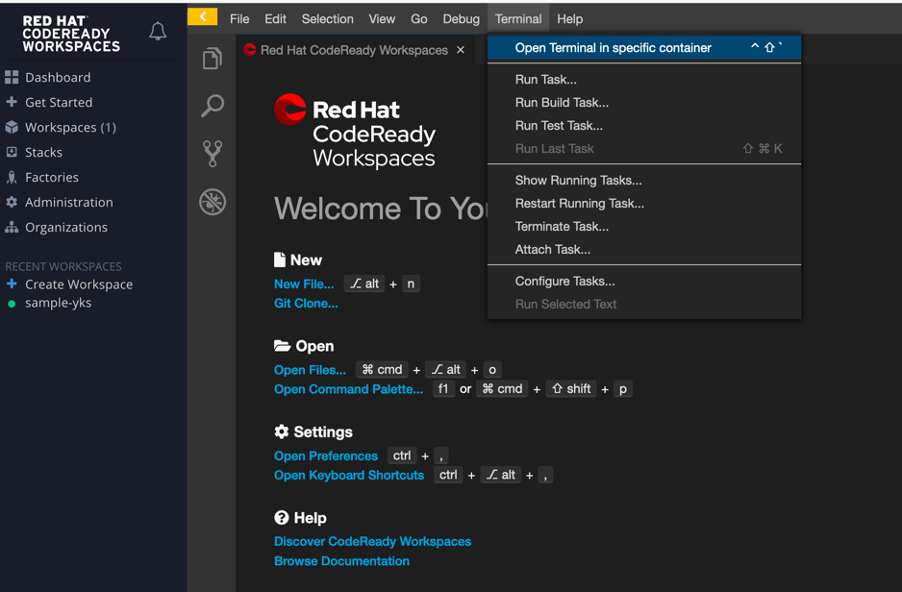 RED HAT
CODEREADY
WORKSPACES
Dashboard
Get Started
Workspaces (1)
Stacks
Factories
Administration
Organizations
RECENT WORKSPACES
Create Workspace
sample-yks
File Edit Selection View Go Debug Terminal Help
Red Hat CodeReady Workspaces ×
Red Hat
CodeReady
Workspaces
Welcome To You
New
New File... ⌥ alt + n
Git Clone...
Open
Open Files... ⌘ cmd + ⌥ alt + o
Open Command Palette... f1 or ⌘ cmd + ⇧ shift + p
Settings
Open Preferences ctrl + ,
Open Keyboard Shortcuts ctrl + ⌥ alt + ,
Help
Discover CodeReady Workspaces
Browse Documentation
Open Terminal in specific container ^ ⇧ `
Run Task...
Run Build Task...
Run Test Task...
Run Last Task ⇧ ⌘ K
Show Running Tasks...
Restart Running Task...
Terminate Task...
Attach Task...
Configure Tasks...
Run Selected Text